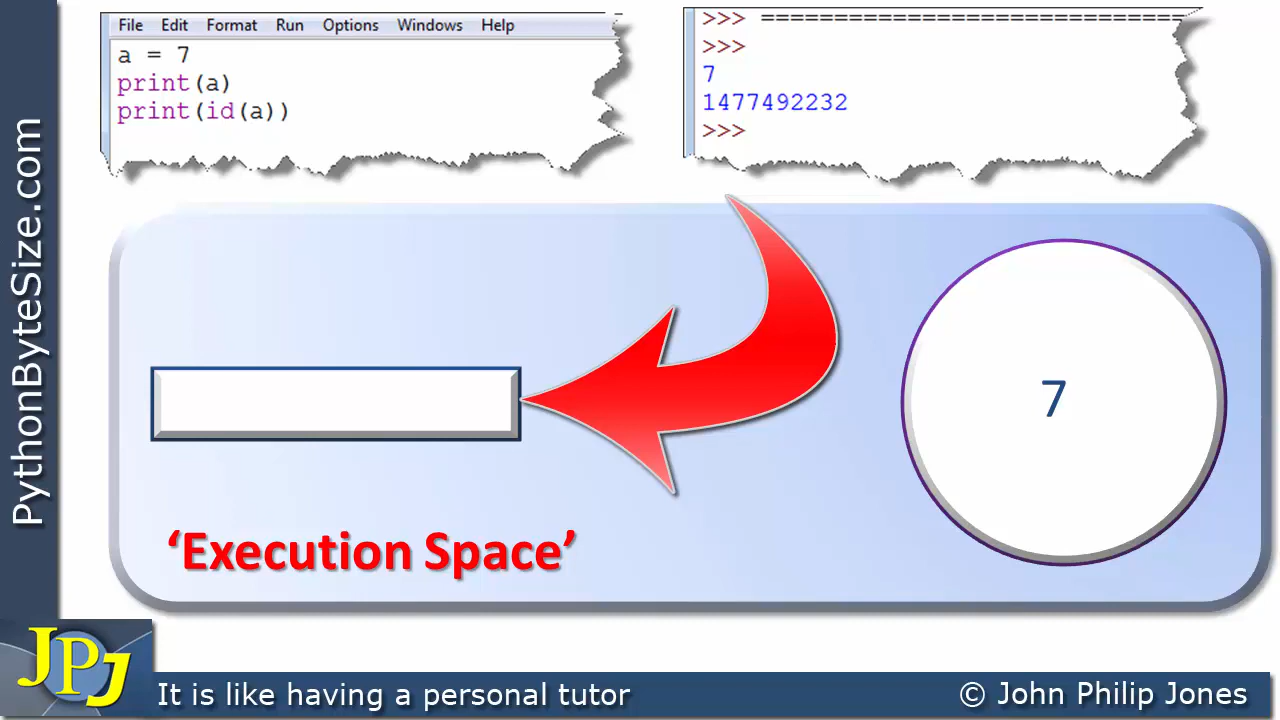 File Edit Format Run Options Windows Help
a = 7
print(a)
print(id(a))
>>> ==============================
>>>
7
1477492232
>>>
PythonByteSize.com
7
‘Execution Space’
JPJ
It is like having a personal tutor
© John Philip Jones